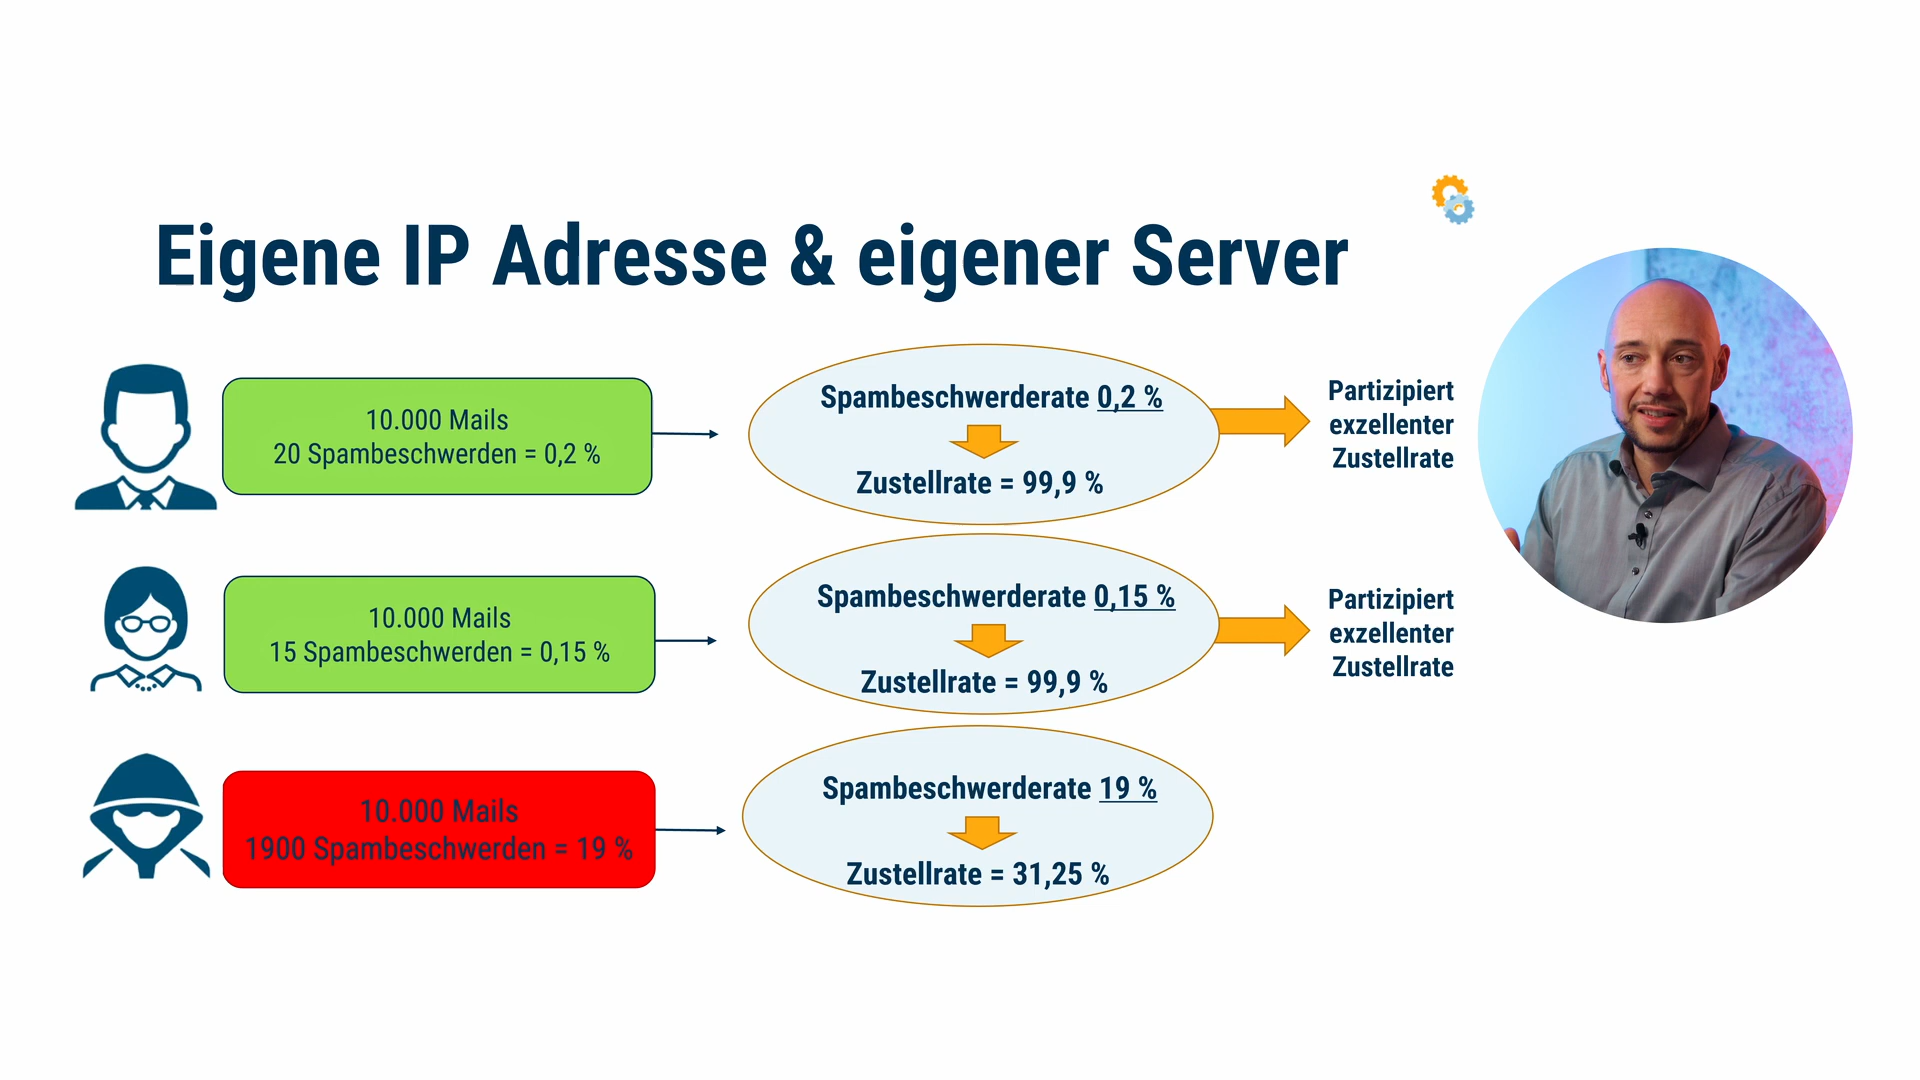 Eigene IP Adresse & eigener Server
10.000 Mails
20 Spambeschwerden = 0,2 %
Spambeschwerderate 0,2 %
Zustellrate = 99,9 %
Partizipiert
exzellenter
Zustellrate
10.000 Mails
15 Spambeschwerden = 0,15 %
Spambeschwerderate 0,15 %
Zustellrate = 99,9 %
Partizipiert
exzellenter
Zustellrate
10.000 Mails
1900 Spambeschwerden = 19 %
Spambeschwerderate 19 %
Zustellrate = 31,25 %